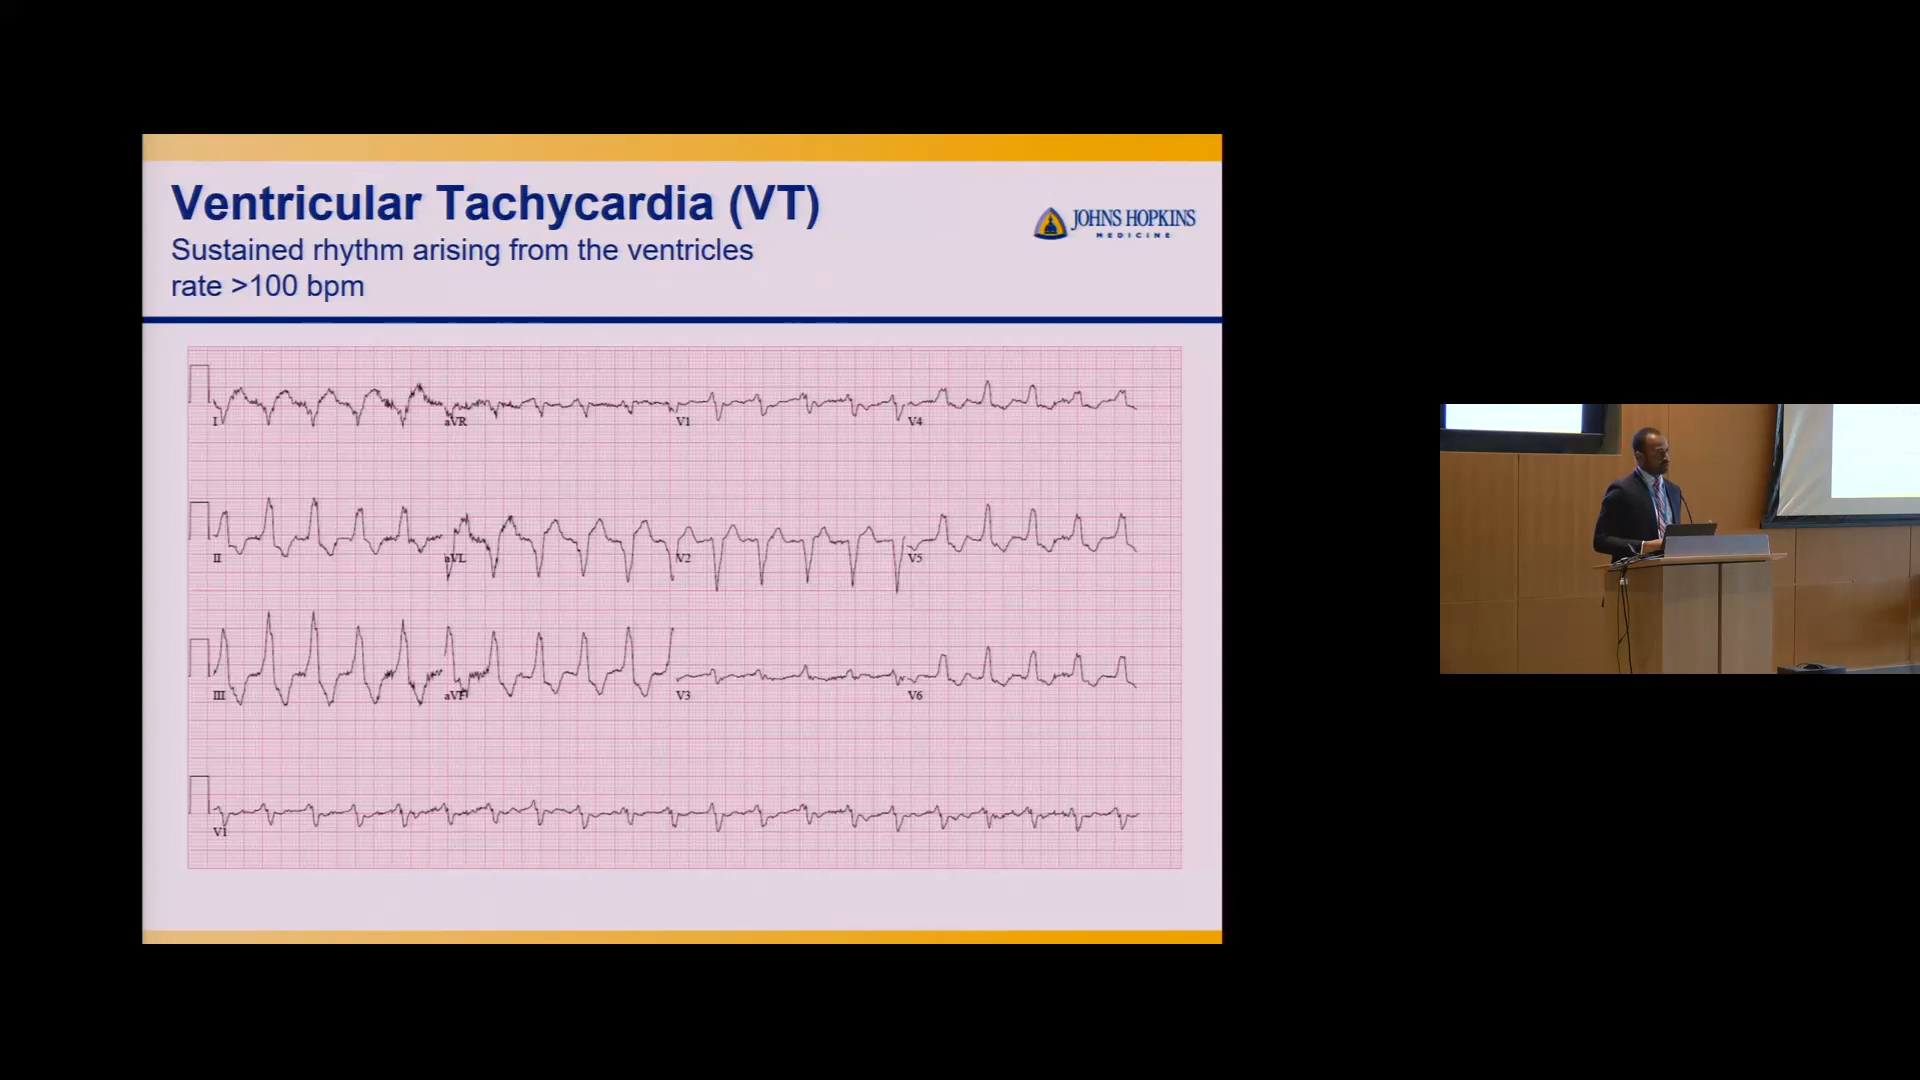 Ventricular Tachycardia (VT)
Sustained rhythm arising from the ventricles
rate >100 bpm
JOHNS HOPKINS
MEDICINE
I aVR V1 V4
II aVL V2 V5
III aVF V3 V6
V1